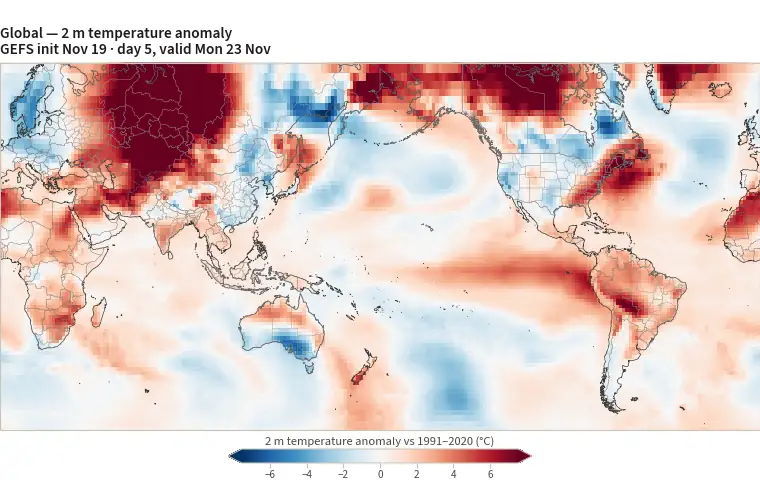 Global — 2 m temperature anomaly
GEFS init Nov 19 · day 5, valid Mon 23 Nov
2 m temperature anomaly vs 1991–2020 (°C)
−6 −4 −2 0 2 4 6